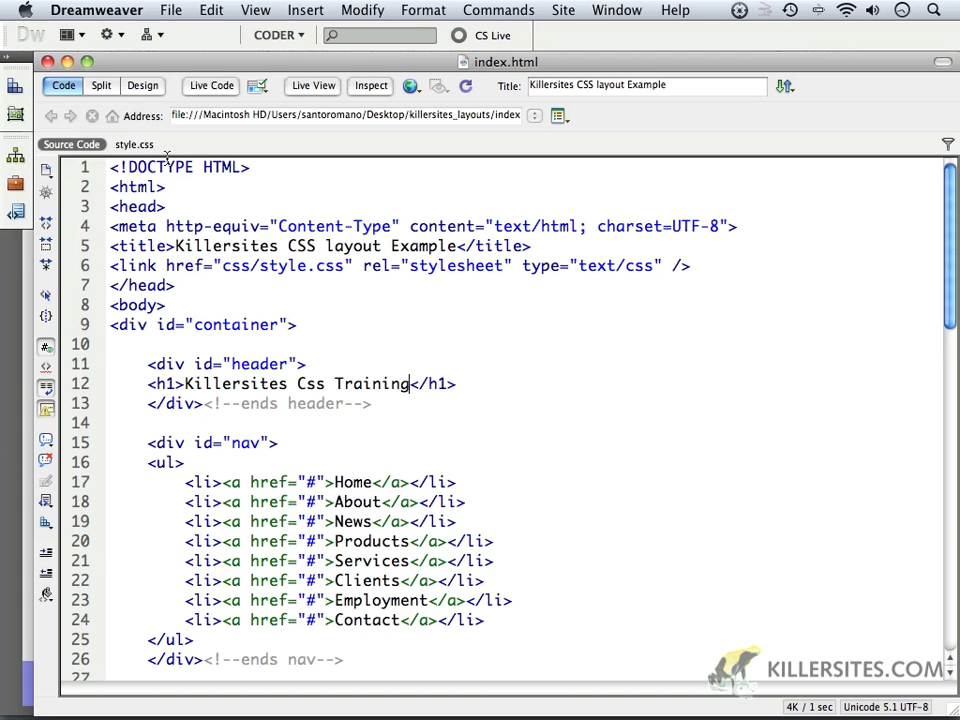 Dreamweaver File Edit View Insert Modify Format Commands Site Window Help
Dw CODER CS Live
index.html
Code Split Design Live Code Live View Inspect Title: Killersites CSS layout Example
Address: file:///Macintosh HD/Users/santoromano/Desktop/killersites_layouts/index
Source Code style.css
1 <!DOCTYPE HTML>
2 <html>
3 <head>
4 <meta http-equiv="Content-Type" content="text/html; charset=UTF-8">
5 <title>Killersites CSS layout Example</title>
6 <link href="css/style.css" rel="stylesheet" type="text/css" />
7 </head>
8 <body>
9 <div id="container">
10
11 <div id="header">
12 <h1>Killersites Css Training</h1>
13 </div><!--ends header-->
14
15 <div id="nav">
16 <ul>
17 <li><a href="#">Home</a></li>
18 <li><a href="#">About</a></li>
19 <li><a href="#">News</a></li>
20 <li><a href="#">Products</a></li>
21 <li><a href="#">Services</a></li>
22 <li><a href="#">Clients</a></li>
23 <li><a href="#">Employment</a></li>
24 <li><a href="#">Contact</a></li>
25 </ul>
26 </div><!--ends nav-->
27
KILLERSITES.COM
4K / 1 sec Unicode 5.1 UTF-8